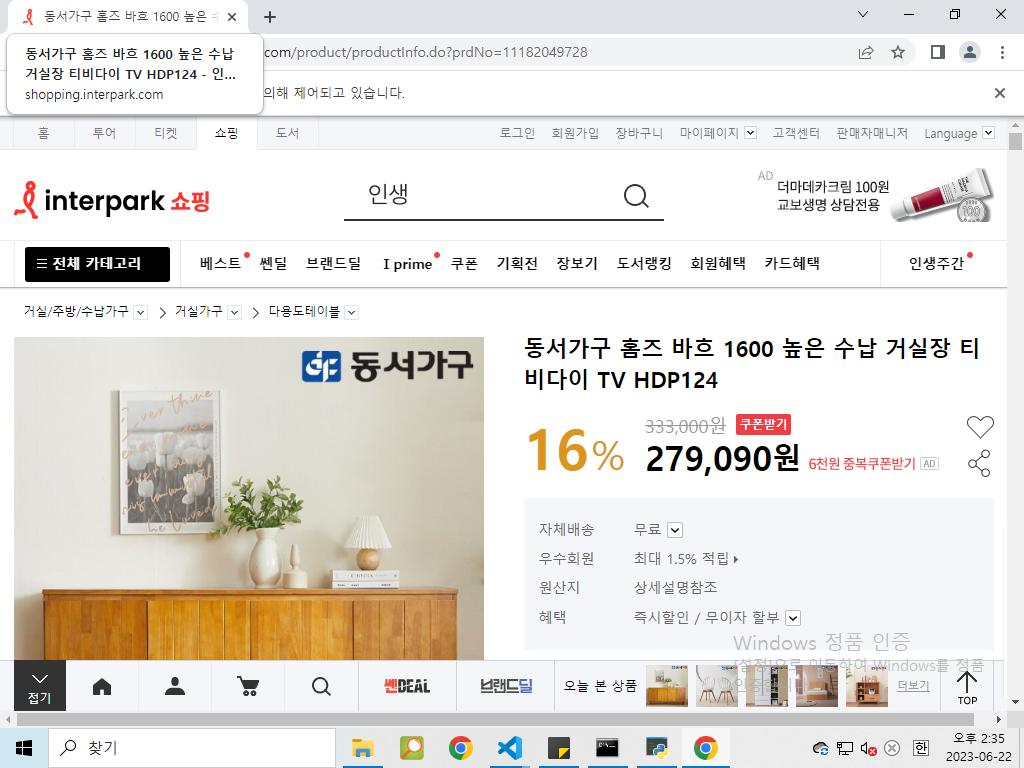 동서가구 홈즈 바흐 1600 높은 수
동서가구 홈즈 바흐 1600 높은 수납
거실장 티비다이 TV HDP124 - 인...
shopping.interpark.com
com/product/productInfo.do?prdNo=11182049728
의해 제어되고 있습니다.
홈 투어 티켓 쇼핑 도서 로그인 회원가입 장바구니 마이페이지 고객센터 판매자매니저 Language
interpark 쇼핑
인생
AD
더마데카크림 100원
교보생명 상담전용
전체 카테고리 베스트 쎈딜 브랜드딜 I prime 쿠폰 기획전 장보기 도서랭킹 회원혜택 카드혜택 인생주간
거실/주방/수납가구 > 거실가구 > 다용도테이블
동서가구
동서가구 홈즈 바흐 1600 높은 수납 거실장 티
비다이 TV HDP124
16% 333,000원 쿠폰받기
279,090원 6천원 중복쿠폰받기 AD
자체배송 무료
우수회원 최대 1.5% 적립
원산지 상세설명참조
혜택 즉시할인 / 무이자 할부
Windows 정품 인증
[설정]으로 이동하여 Windows를 정품
접기
쎈DEAL 브랜드딜 오늘 본 상품 더보기 TOP
찾기
한
오후 2:35
2023-06-22